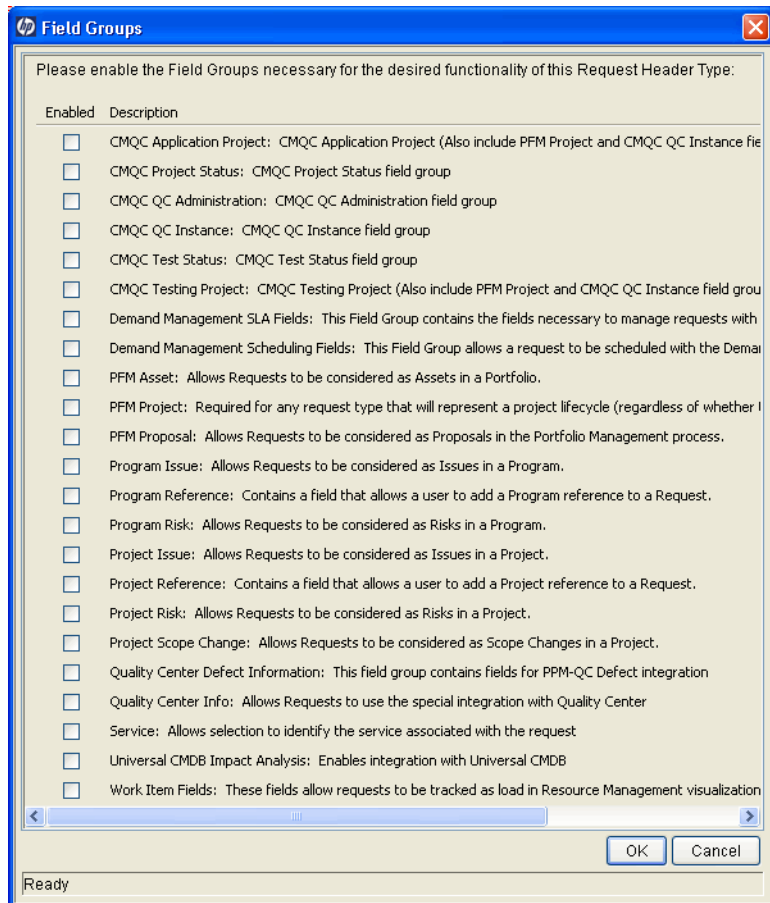 hp Field Groups
Please enable the Field Groups necessary for the desired functionality of this Request Header Type:
Enabled Description
CMQC Application Project: CMQC Application Project (Also include PFM Project and CMQC QC Instance fie
CMQC Project Status: CMQC Project Status field group
CMQC QC Administration: CMQC QC Administration field group
CMQC QC Instance: CMQC QC Instance field group
CMQC Test Status: CMQC Test Status field group
CMQC Testing Project: CMQC Testing Project (Also include PFM Project and CMQC QC Instance field grou
Demand Management SLA Fields: This Field Group contains the fields necessary to manage requests with
Demand Management Scheduling Fields: This Field Group allows a request to be scheduled with the Dema
PFM Asset: Allows Requests to be considered as Assets in a Portfolio.
PFM Project: Required for any request type that will represent a project lifecycle (regardless of whether
PFM Proposal: Allows Requests to be considered as Proposals in the Portfolio Management process.
Program Issue: Allows Requests to be considered as Issues in a Program.
Program Reference: Contains a field that allows a user to add a Program reference to a Request.
Program Risk: Allows Requests to be considered as Risks in a Program.
Project Issue: Allows Requests to be considered as Issues in a Project.
Project Reference: Contains a field that allows a user to add a Project reference to a Request.
Project Risk: Allows Requests to be considered as Risks in a Project.
Project Scope Change: Allows Requests to be considered as Scope Changes in a Project.
Quality Center Defect Information: This field group contains fields for PPM-QC Defect integration
Quality Center Info: Allows Requests to use the special integration with Quality Center
Service: Allows selection to identify the service associated with the request
Universal CMDB Impact Analysis: Enables integration with Universal CMDB
Work Item Fields: These fields allow requests to be tracked as load in Resource Management visualization
OK Cancel
Ready